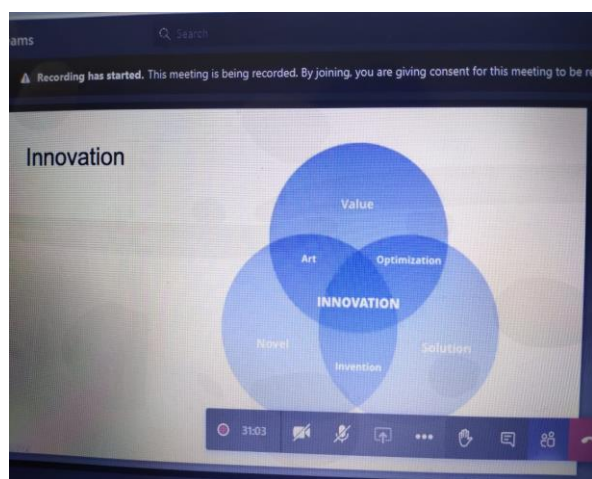 ams
Search
Recording has started. This meeting is being recorded. By joining, you are giving consent for this meeting to be re
Innovation
Value
Art
Optimization
INNOVATION
Novel
Solution
Invention
31:03